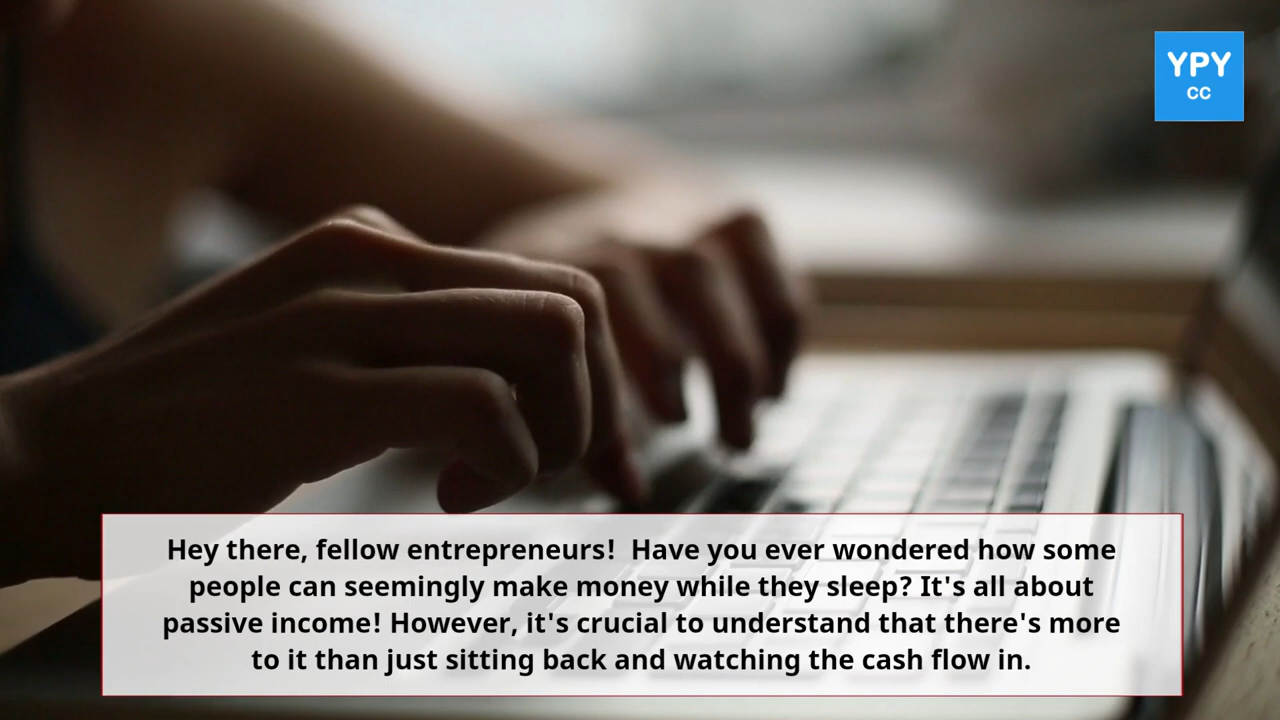 YPY
CC
Hey there, fellow entrepreneurs!  Have you ever wondered how some
people can seemingly make money while they sleep? It's all about
passive income! However, it's crucial to understand that there's more
to it than just sitting back and watching the cash flow in.